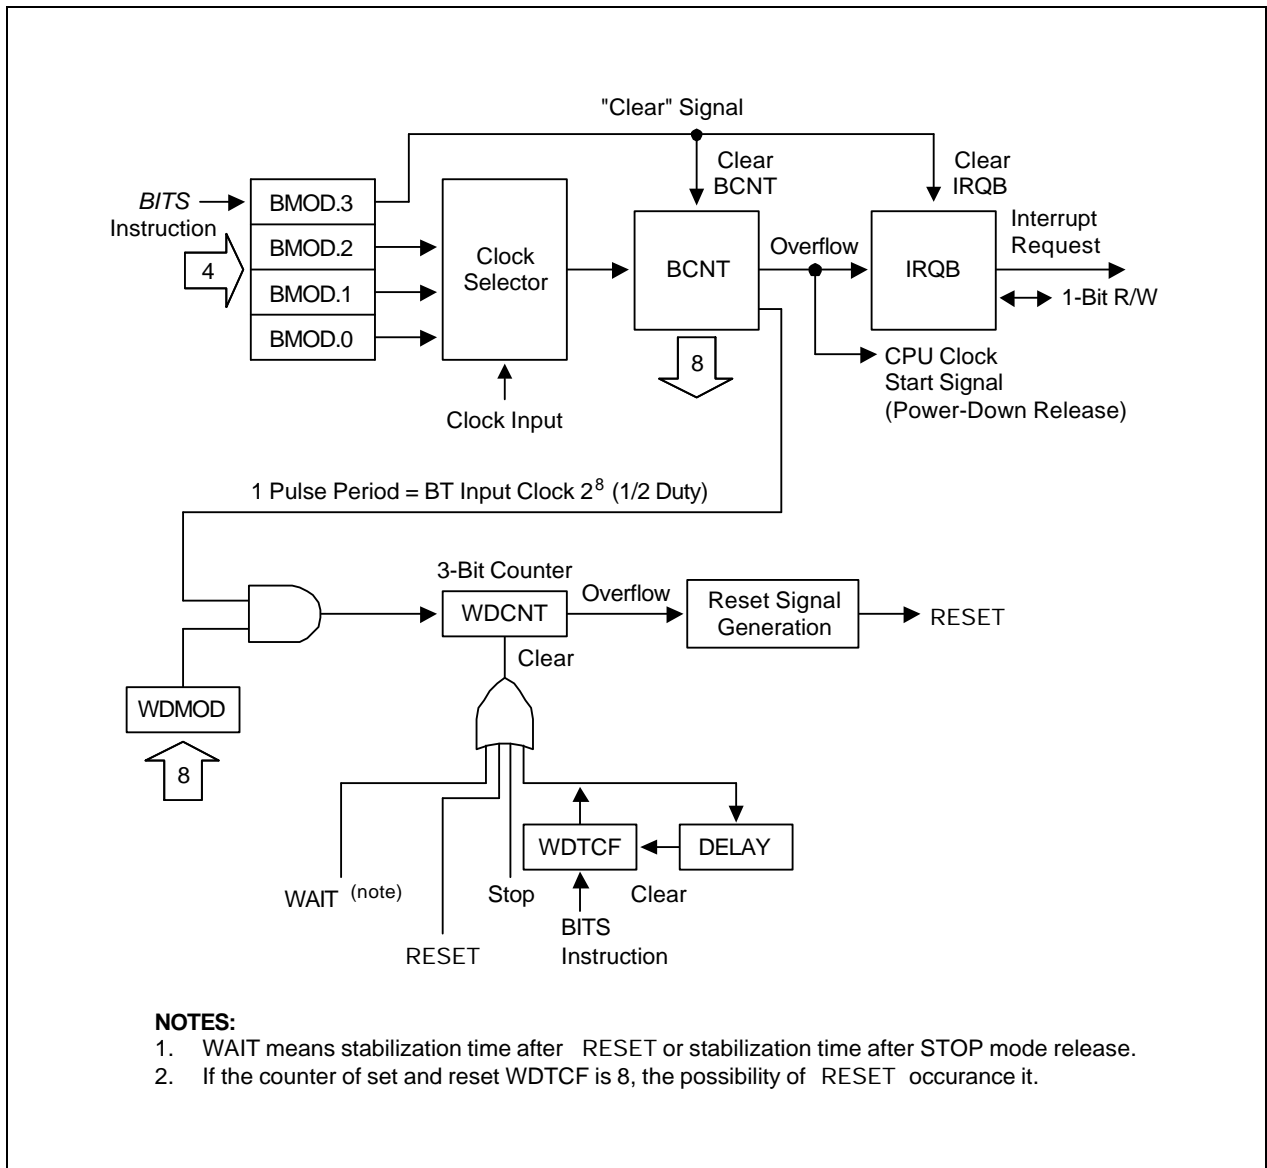 "Clear" Signal
Clear
BCNT
Clear
IRQB
BITS
Instruction
4
BMOD.3
BMOD.2
BMOD.1
BMOD.0
Clock
Selector
Clock Input
BCNT
8
Overflow
IRQB
Interrupt
Request
1-Bit R/W
CPU Clock
Start Signal
(Power-Down Release)
1 Pulse Period = BT Input Clock 2⁸ (1/2 Duty)
3-Bit Counter
WDCNT
Overflow
Reset Signal
Generation
RESET
Clear
WDMOD
8
WDTCF
DELAY
WAIT (note)
Stop
Clear
RESET
BITS
Instruction
NOTES:
1. WAIT means stabilization time after RESET or stabilization time after STOP mode release.
2. If the counter of set and reset WDTCF is 8, the possibility of RESET occurance it.